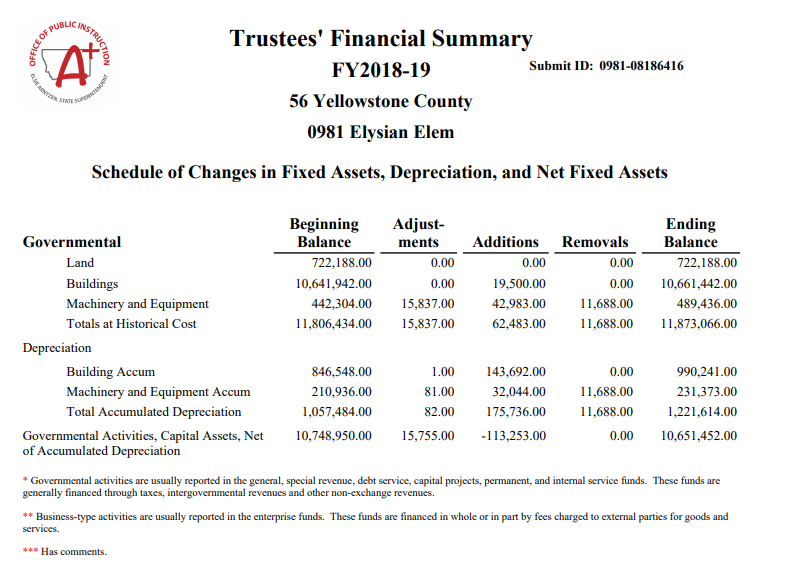 OFFICE OF PUBLIC INSTRUCTION
A+
ELSIE ARNTZEN, STATE SUPERINTENDENT
Trustees' Financial Summary
FY2018-19
Submit ID: 0981-08186416
56 Yellowstone County
0981 Elysian Elem
Schedule of Changes in Fixed Assets, Depreciation, and Net Fixed Assets
Governmental Beginning Balance Adjust-ments Additions Removals Ending Balance
Land 722,188.00 0.00 0.00 0.00 722,188.00
Buildings 10,641,942.00 0.00 19,500.00 0.00 10,661,442.00
Machinery and Equipment 442,304.00 15,837.00 42,983.00 11,688.00 489,436.00
Totals at Historical Cost 11,806,434.00 15,837.00 62,483.00 11,688.00 11,873,066.00
Depreciation
Building Accum 846,548.00 1.00 143,692.00 0.00 990,241.00
Machinery and Equipment Accum 210,936.00 81.00 32,044.00 11,688.00 231,373.00
Total Accumulated Depreciation 1,057,484.00 82.00 175,736.00 11,688.00 1,221,614.00
Governmental Activities, Capital Assets, Net 10,748,950.00 15,755.00 -113,253.00 0.00 10,651,452.00
of Accumulated Depreciation
* Governmental activities are usually reported in the general, special revenue, debt service, capital projects, permanent, and internal service funds. These funds are
generally financed through taxes, intergovernmental revenues and other non-exchange revenues.
** Business-type activities are usually reported in the enterprise funds. These funds are financed in whole or in part by fees charged to external parties for goods and
services.
*** Has comments.